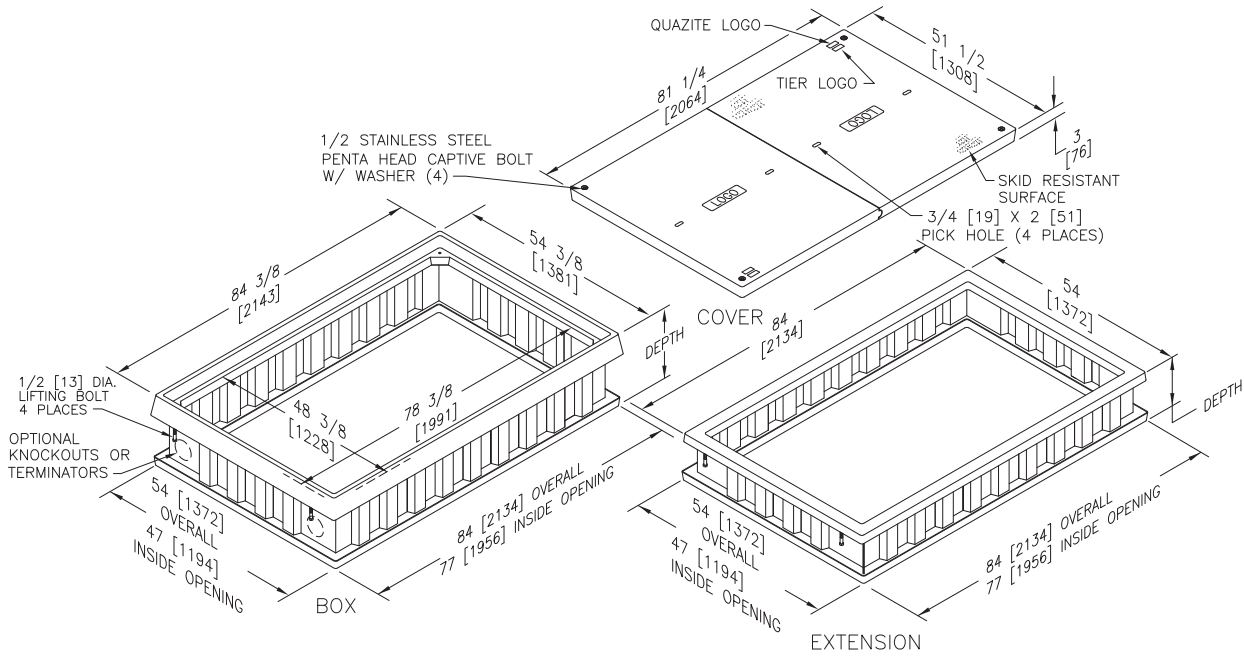 QUAZITE LOGO
TIER LOGO
51 1/2
[1308]
81 1/4
[2064]
3
[76]
1/2 STAINLESS STEEL
PENTA HEAD CAPTIVE BOLT
W/ WASHER (4)
LOGO
LOGO
SKID RESISTANT
SURFACE
3/4 [19] X 2 [51]
PICK HOLE (4 PLACES)
COVER
84 3/8
[2143]
54 3/8
[1381]
DEPTH
1/2 [13] DIA.
LIFTING BOLT
4 PLACES
OPTIONAL
KNOCKOUTS OR
TERMINATORS
48 3/8
[1228]
78 3/8
[1991]
54 [1372]
OVERALL
47 [1194]
INSIDE OPENING
84 [2134] OVERALL
77 [1956] INSIDE OPENING
BOX
84
[2134]
54
[1372]
DEPTH
54 [1372]
OVERALL
47 [1194]
INSIDE OPENING
84 [2134] OVERALL
77 [1956] INSIDE OPENING
EXTENSION